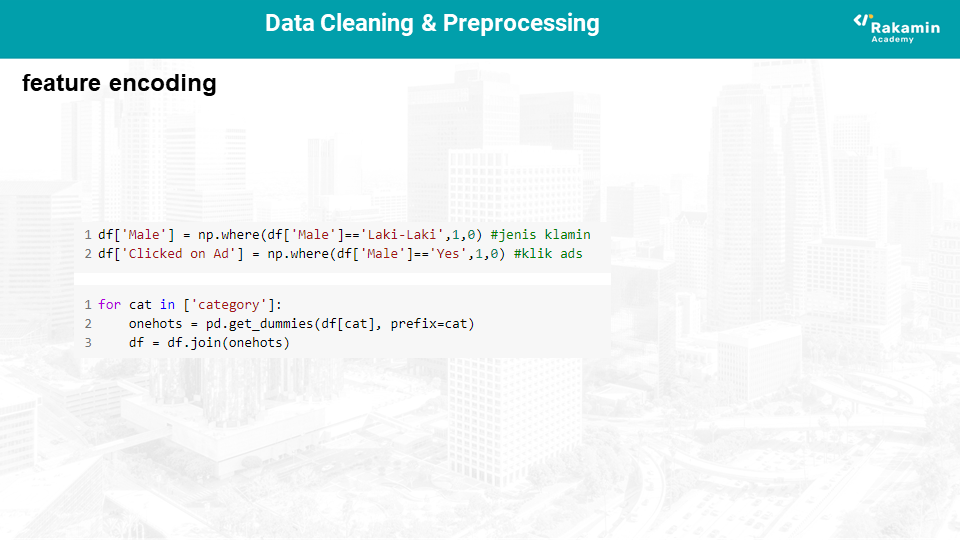 Data Cleaning & Preprocessing
Rakamin
Academy
feature encoding
1 df['Male'] = np.where(df['Male']=='Laki-Laki',1,0) #jenis klamin
2 df['Clicked on Ad'] = np.where(df['Male']=='Yes',1,0) #klik ads
1 for cat in ['category']:
2     onehots = pd.get_dummies(df[cat], prefix=cat)
3     df = df.join(onehots)